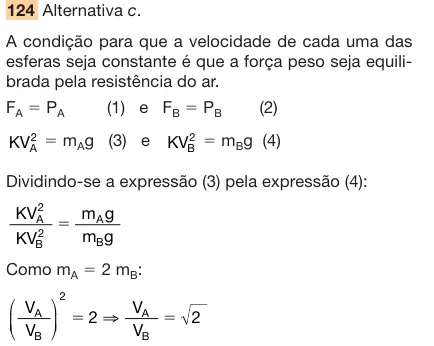 124 Alternativa c.
A condição para que a velocidade de cada uma das
esferas seja constante é que a força peso seja equili-
brada pela resistência do ar.
F_A = P_A (1) e F_B = P_B (2)
KV_A^2 = m_Ag (3) e KV_B^2 = m_Bg (4)
Dividindo-se a expressão (3) pela expressão (4):
KV_A^2 / KV_B^2 = m_Ag / m_Bg
Como m_A = 2 m_B:
(V_A / V_B)^2 = 2 ⇒ V_A / V_B = √2